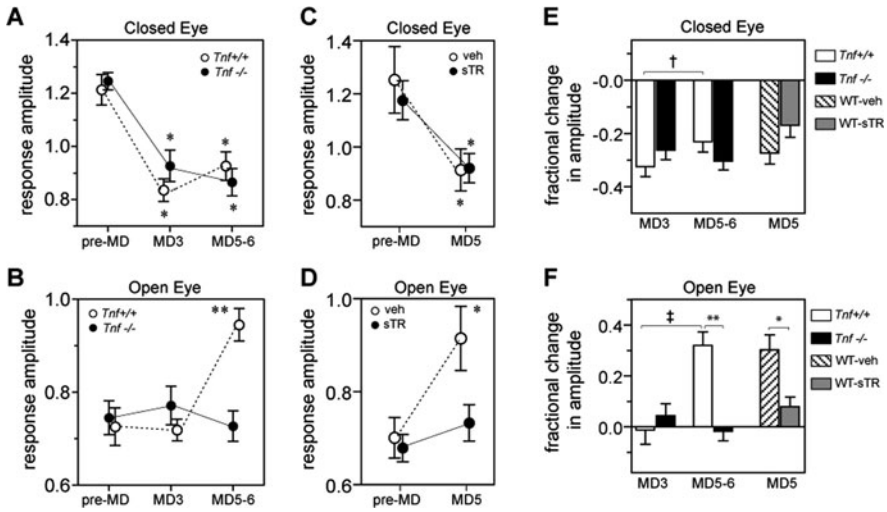 A
Closed Eye
Tnf+/+
Tnf -/-
response amplitude
1.4
1.2
1.0
0.8
*
*
*
*
pre-MD
MD3
MD5-6
B
Open Eye
Tnf+/+
Tnf -/-
**
response amplitude
1.0
0.8
0.6
pre-MD
MD3
MD5-6
C
Closed Eye
veh
sTR
response amplitude
1.4
1.2
1.0
0.8
*
*
pre-MD
MD5
D
Open Eye
veh
sTR
*
response amplitude
1.0
0.8
0.6
pre-MD
MD5
E
Closed Eye
†
fractional change
in amplitude
-0.0
-0.2
-0.4
MD3
MD5-6
MD5
Tnf+/+
Tnf -/-
WT-veh
WT-sTR
F
Open Eye
‡
**
*
fractional change
in amplitude
0.4
0.2
0.0
MD3
MD5-6
MD5
Tnf+/+
Tnf -/-
WT-veh
WT-sTR